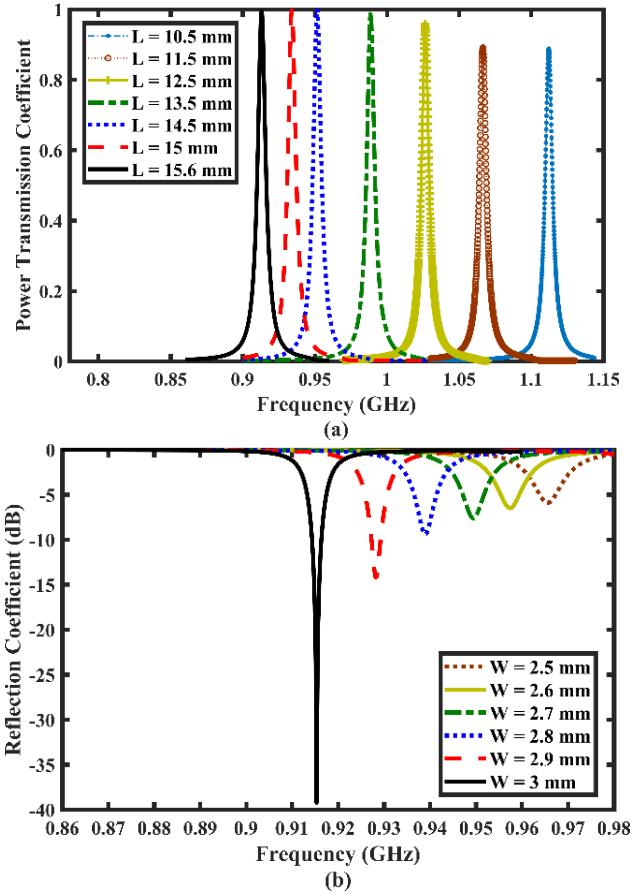 1
0.8
0.6
0.4
0.2
0
Power Transmission Coefficient
L = 10.5 mm
L = 11.5 mm
L = 12.5 mm
L = 13.5 mm
L = 14.5 mm
L = 15 mm
L = 15.6 mm
0.8 0.85 0.9 0.95 1 1.05 1.1 1.15
Frequency (GHz)
(a)
0
-5
-10
-15
-20
-25
-30
-35
-40
Reflection Coefficient (dB)
W = 2.5 mm
W = 2.6 mm
W = 2.7 mm
W = 2.8 mm
W = 2.9 mm
W = 3 mm
0.86 0.87 0.88 0.89 0.9 0.91 0.92 0.93 0.94 0.95 0.96 0.97 0.98
Frequency (GHz)
(b)